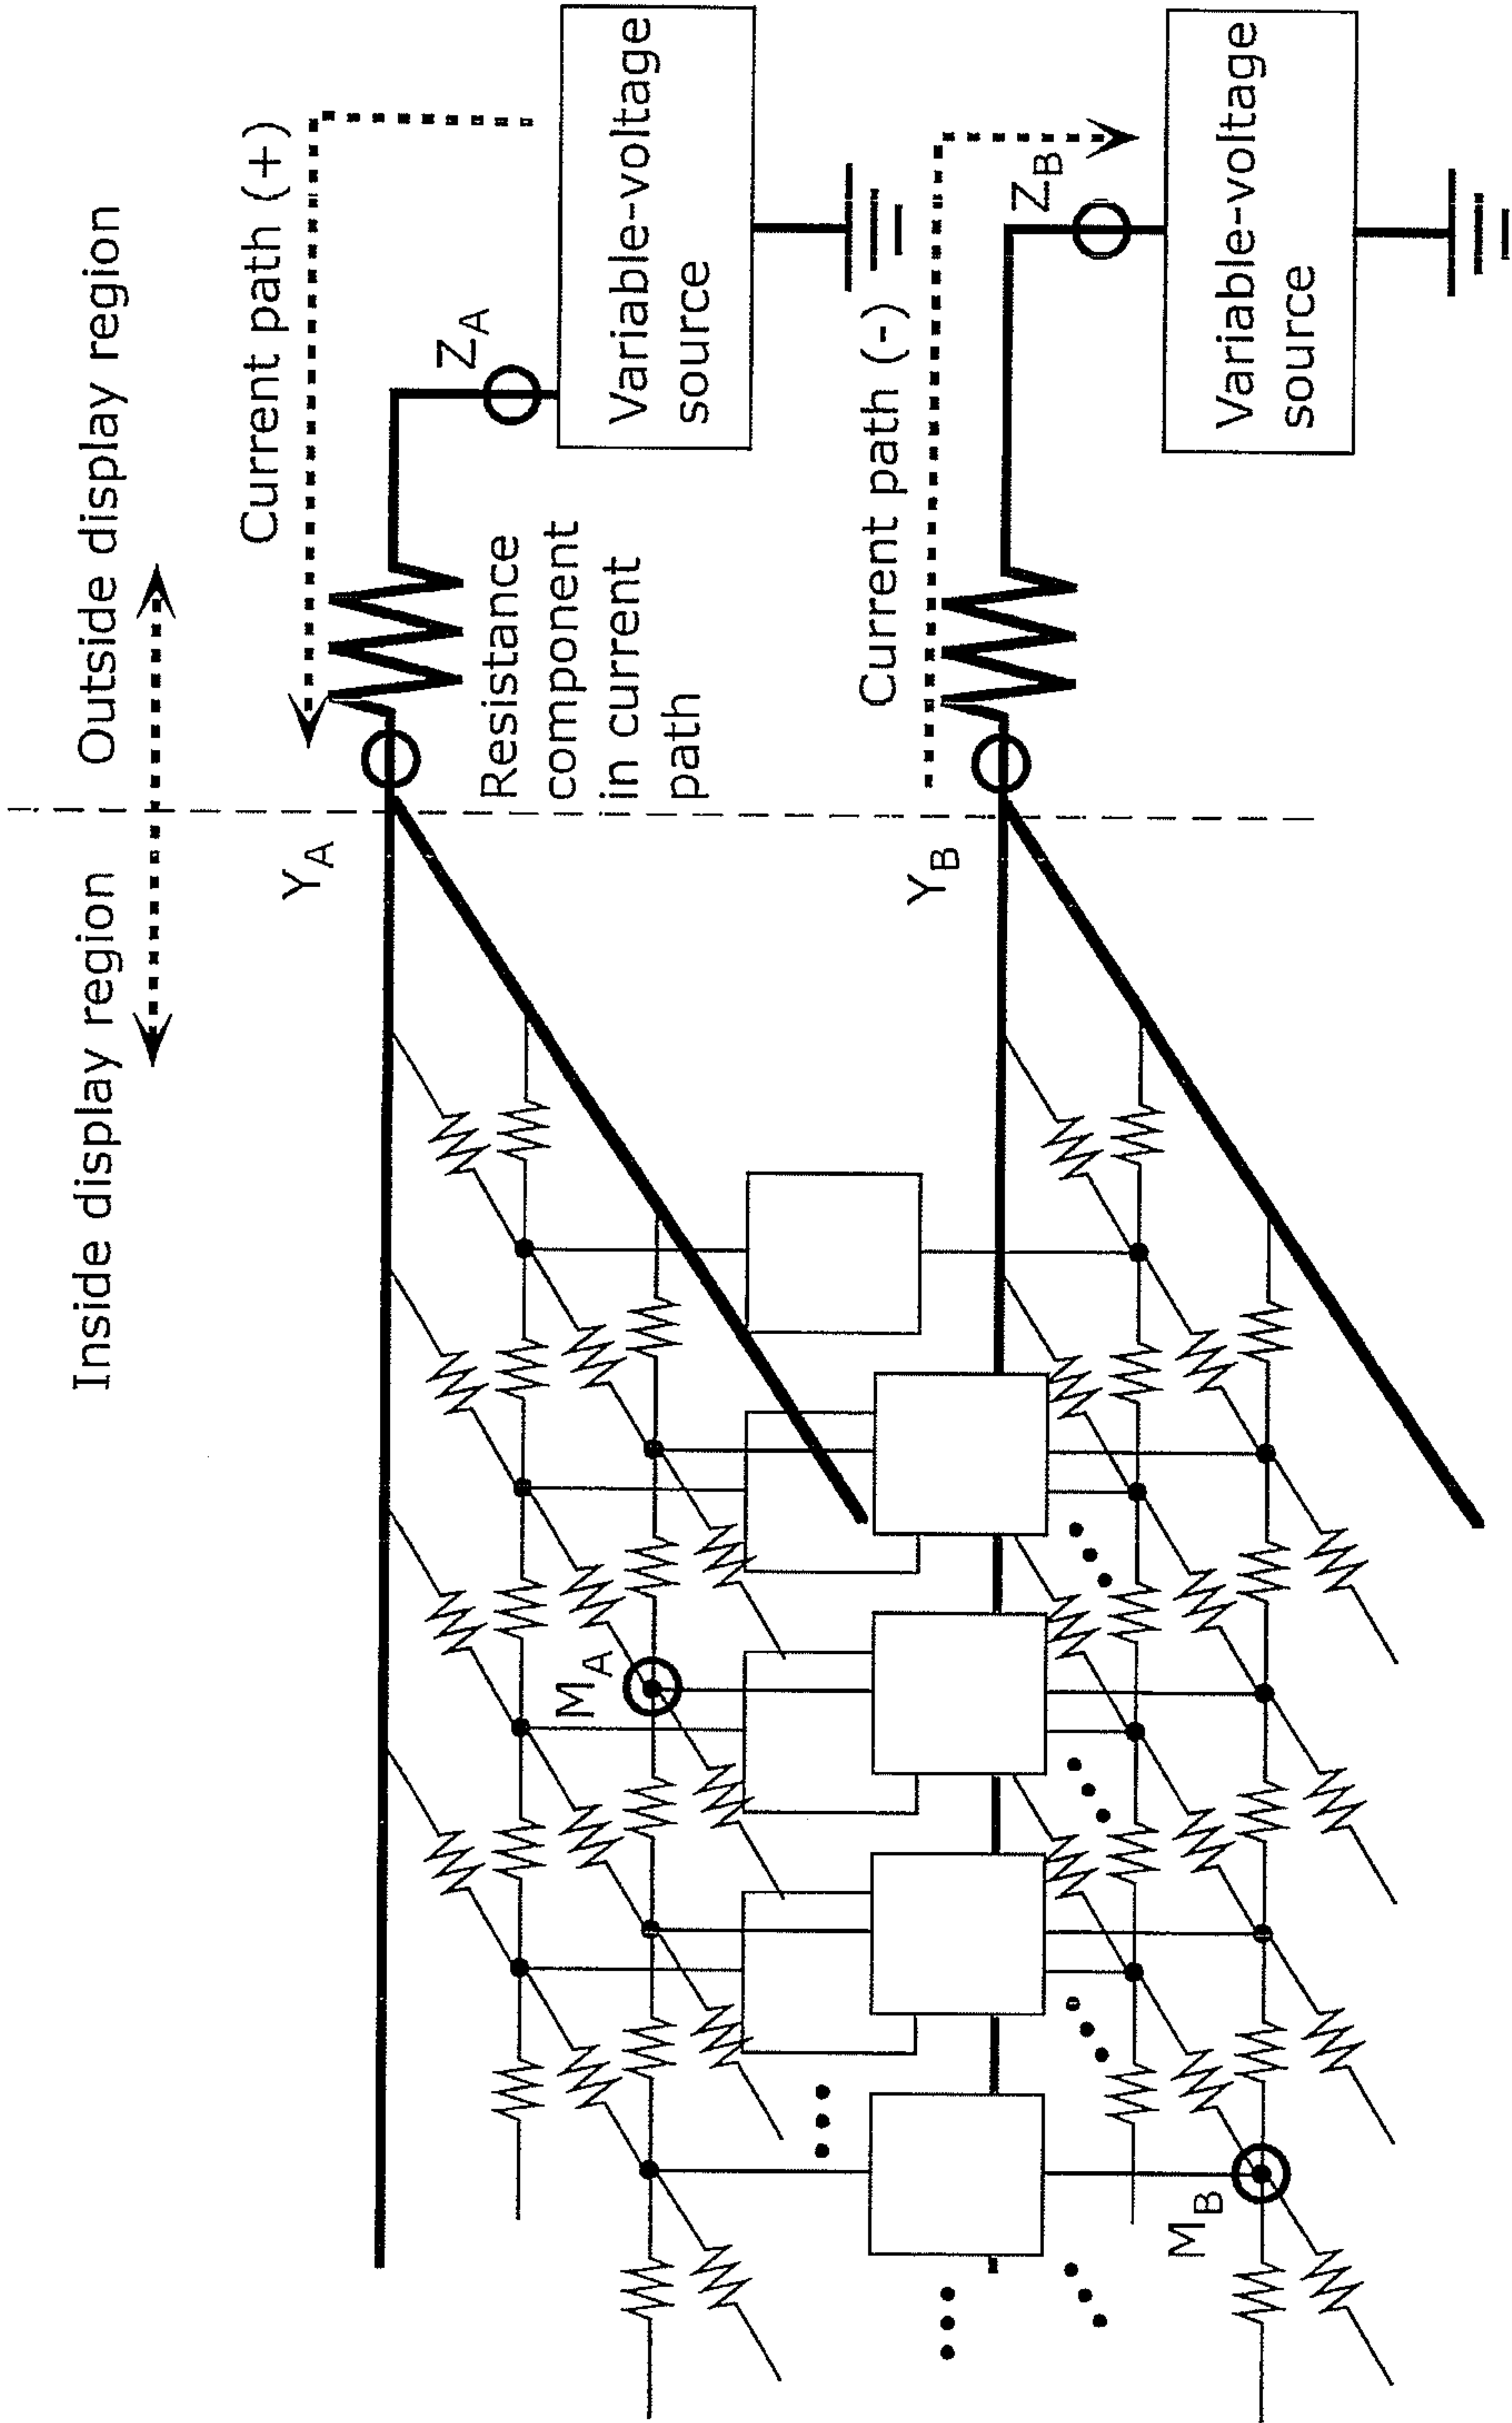 Inside display region
Outside display region
Current path (+)
Y_A
Z_A
Variable-voltage
source
Resistance
component
in current
path
M_A
Current path (-)
Y_B
Z_B
Variable-voltage
source
M_B